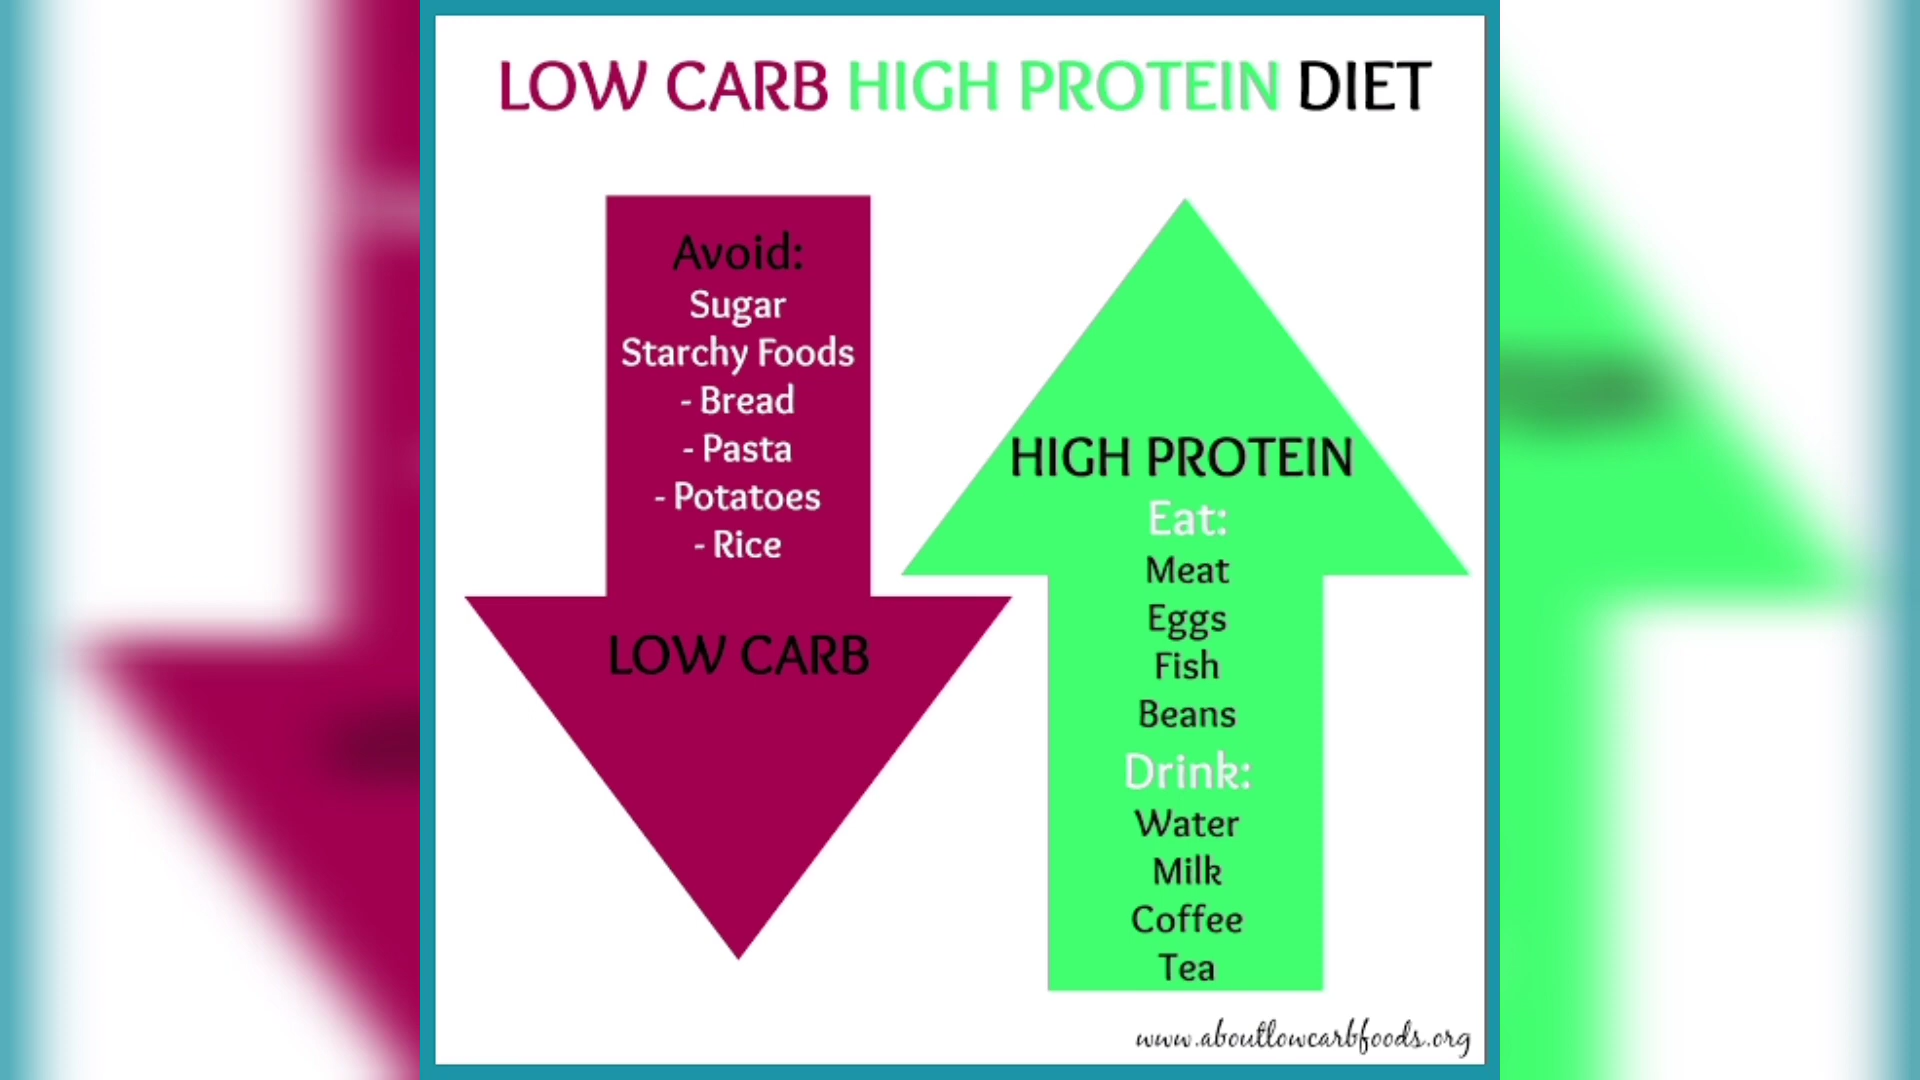 LOW CARB HIGH PROTEIN DIET
Avoid:
Sugar
Starchy Foods
- Bread
- Pasta
- Potatoes
- Rice
LOW CARB
HIGH PROTEIN
Eat:
Meat
Eggs
Fish
Beans
Drink:
Water
Milk
Coffee
Tea
www.aboutlowcarbfoods.org